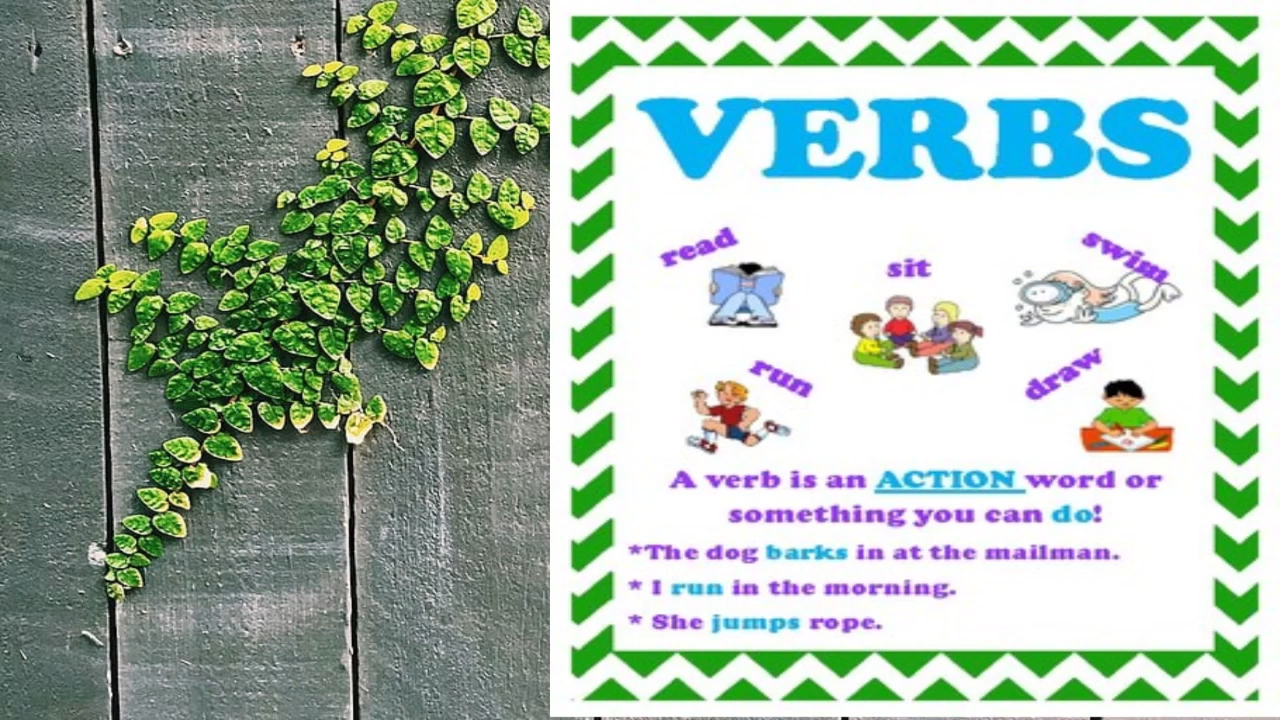 VERBS
read
sit
swim
run
draw
A verb is an ACTION word or
something you can do!
*The dog barks in at the mailman.
* I run in the morning.
* She jumps rope.